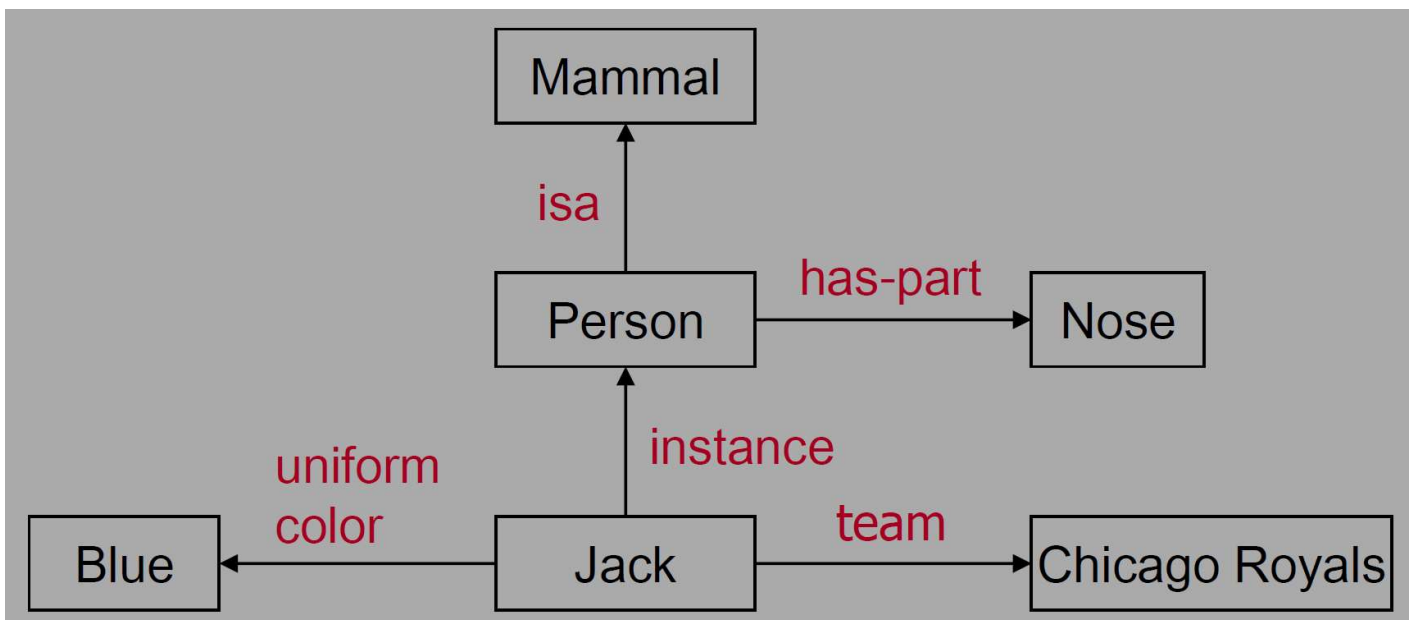 Mammal
isa
has-part
Person
Nose
instance
uniform
color
team
Blue
Jack
Chicago Royals